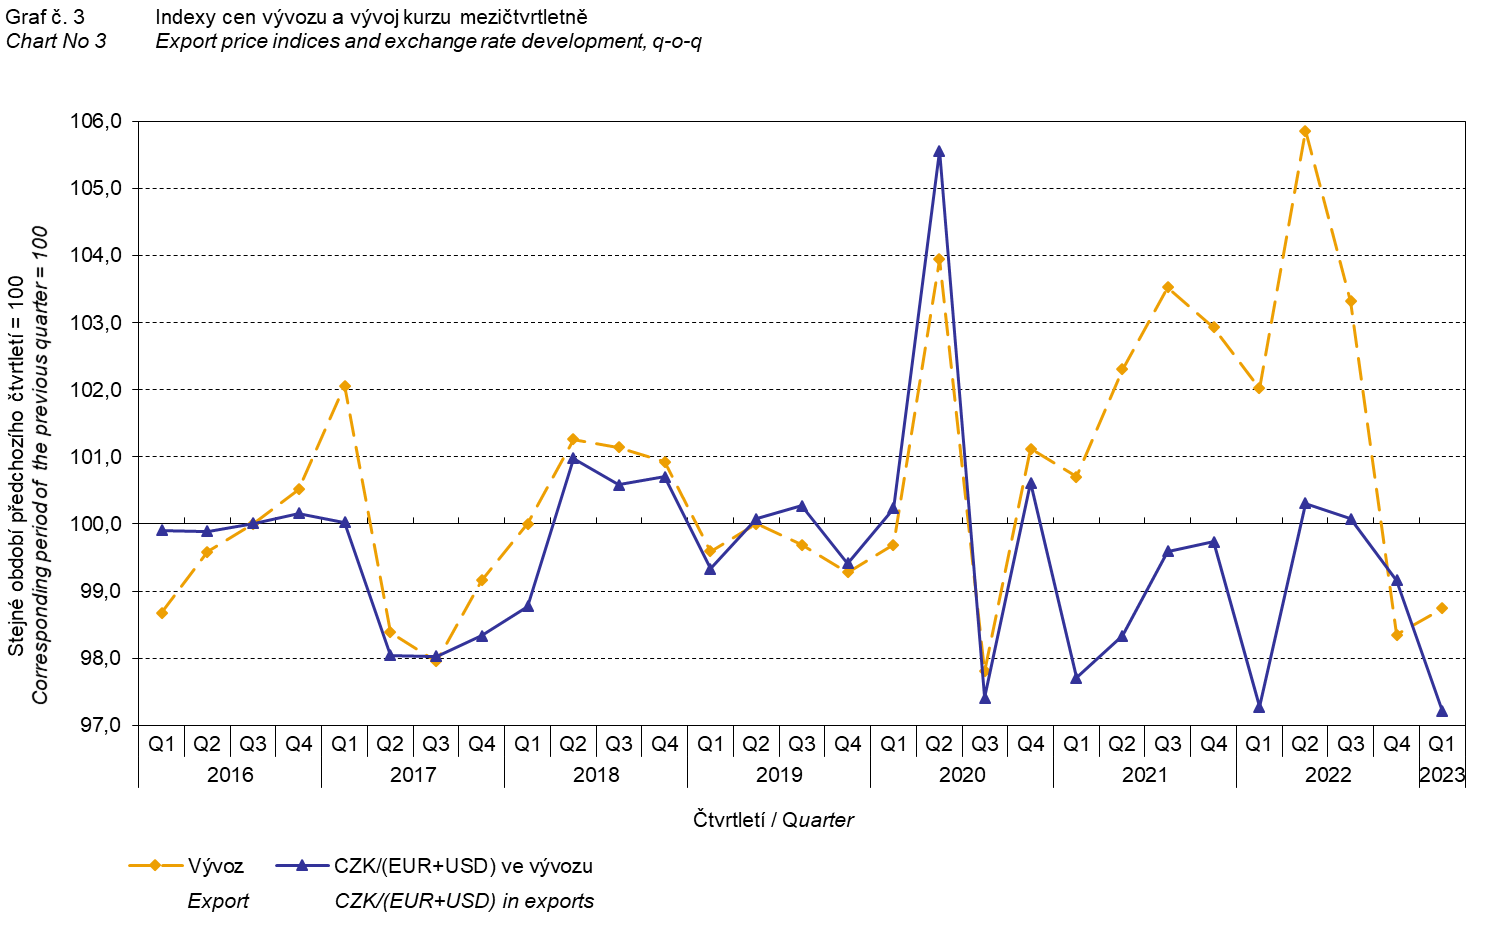 Graf č. 3 Indexy cen vývozu a vývoj kurzu mezičtvrtletně
Chart No 3 Export price indices and exchange rate development, q-o-q
Stejné období předchozího čtvrtletí = 100
Corresponding period of the previous quarter = 100
106,0
105,0
104,0
103,0
102,0
101,0
100,0
99,0
98,0
97,0
Q1 Q2 Q3 Q4 Q1 Q2 Q3 Q4 Q1 Q2 Q3 Q4 Q1 Q2 Q3 Q4 Q1 Q2 Q3 Q4 Q1 Q2 Q3 Q4 Q1 Q2 Q3 Q4 Q1
2016 2017 2018 2019 2020 2021 2022 2023
Čtvrtletí / Quarter
Vývoz CZK/(EUR+USD) ve vývozu
Export CZK/(EUR+USD) in exports